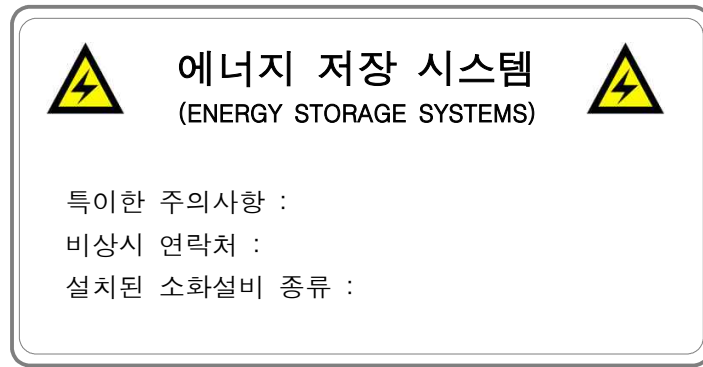 에너지 저장 시스템
(ENERGY STORAGE SYSTEMS)
특이한 주의사항 :
비상시 연락처 :
설치된 소화설비 종류 :